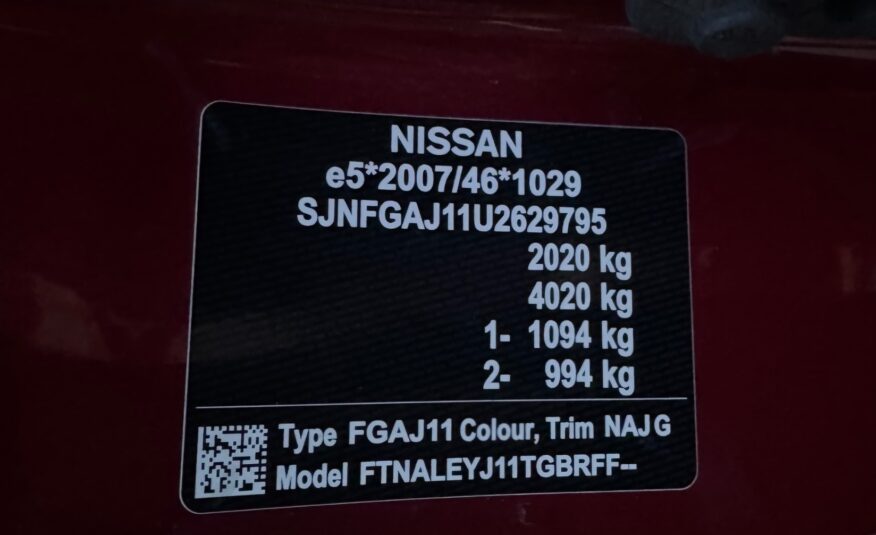 NISSAN
e5*2007/46*1029
SJNFGAJ11U2629795
2020 kg
4020 kg
1- 1094 kg
2- 994 kg
Type FGAJ11 Colour, Trim NAJ G
Model FTNALEYJ11TGBRFF--